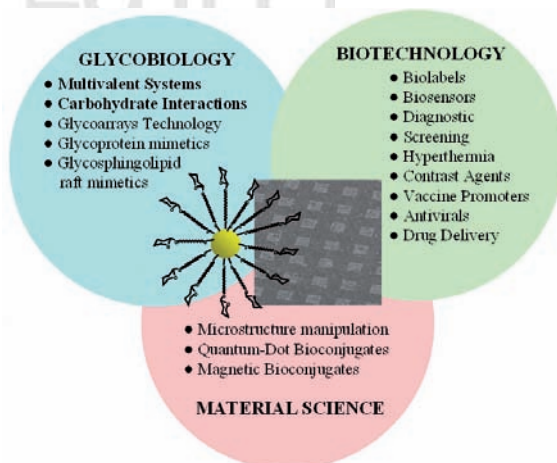 GLYCOBIOLOGY
● Multivalent Systems
● Carbohydrate Interactions
● Glycoarrays Technology
● Glycoprotein mimetics
● Glycosphingolipid
raft mimetics
BIOTECHNOLOGY
● Biolabels
● Biosensors
● Diagnostic
● Screening
● Hyperthermia
● Contrast Agents
● Vaccine Promoters
● Antivirals
● Drug Delivery
● Microstructure manipulation
● Quantum-Dot Bioconjugates
● Magnetic Bioconjugates
MATERIAL SCIENCE